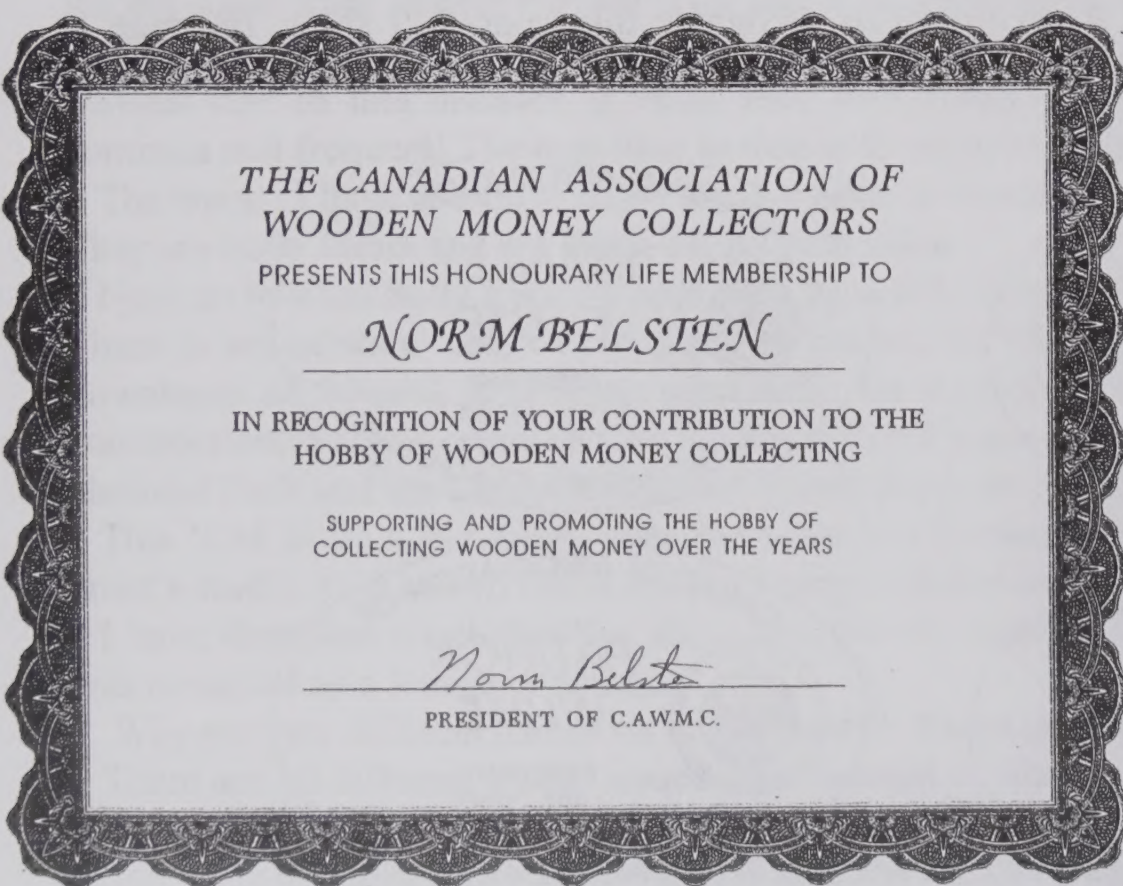 THE CANADIAN ASSOCIATION OF
WOODEN MONEY COLLECTORS
PRESENTS THIS HONOURARY LIFE MEMBERSHIP TO
NORM BELSTEN
IN RECOGNITION OF YOUR CONTRIBUTION TO THE
HOBBY OF WOODEN MONEY COLLECTING
SUPPORTING AND PROMOTING THE HOBBY OF
COLLECTING WOODEN MONEY OVER THE YEARS
Norm Belsten
PRESIDENT OF C.A.W.M.C.